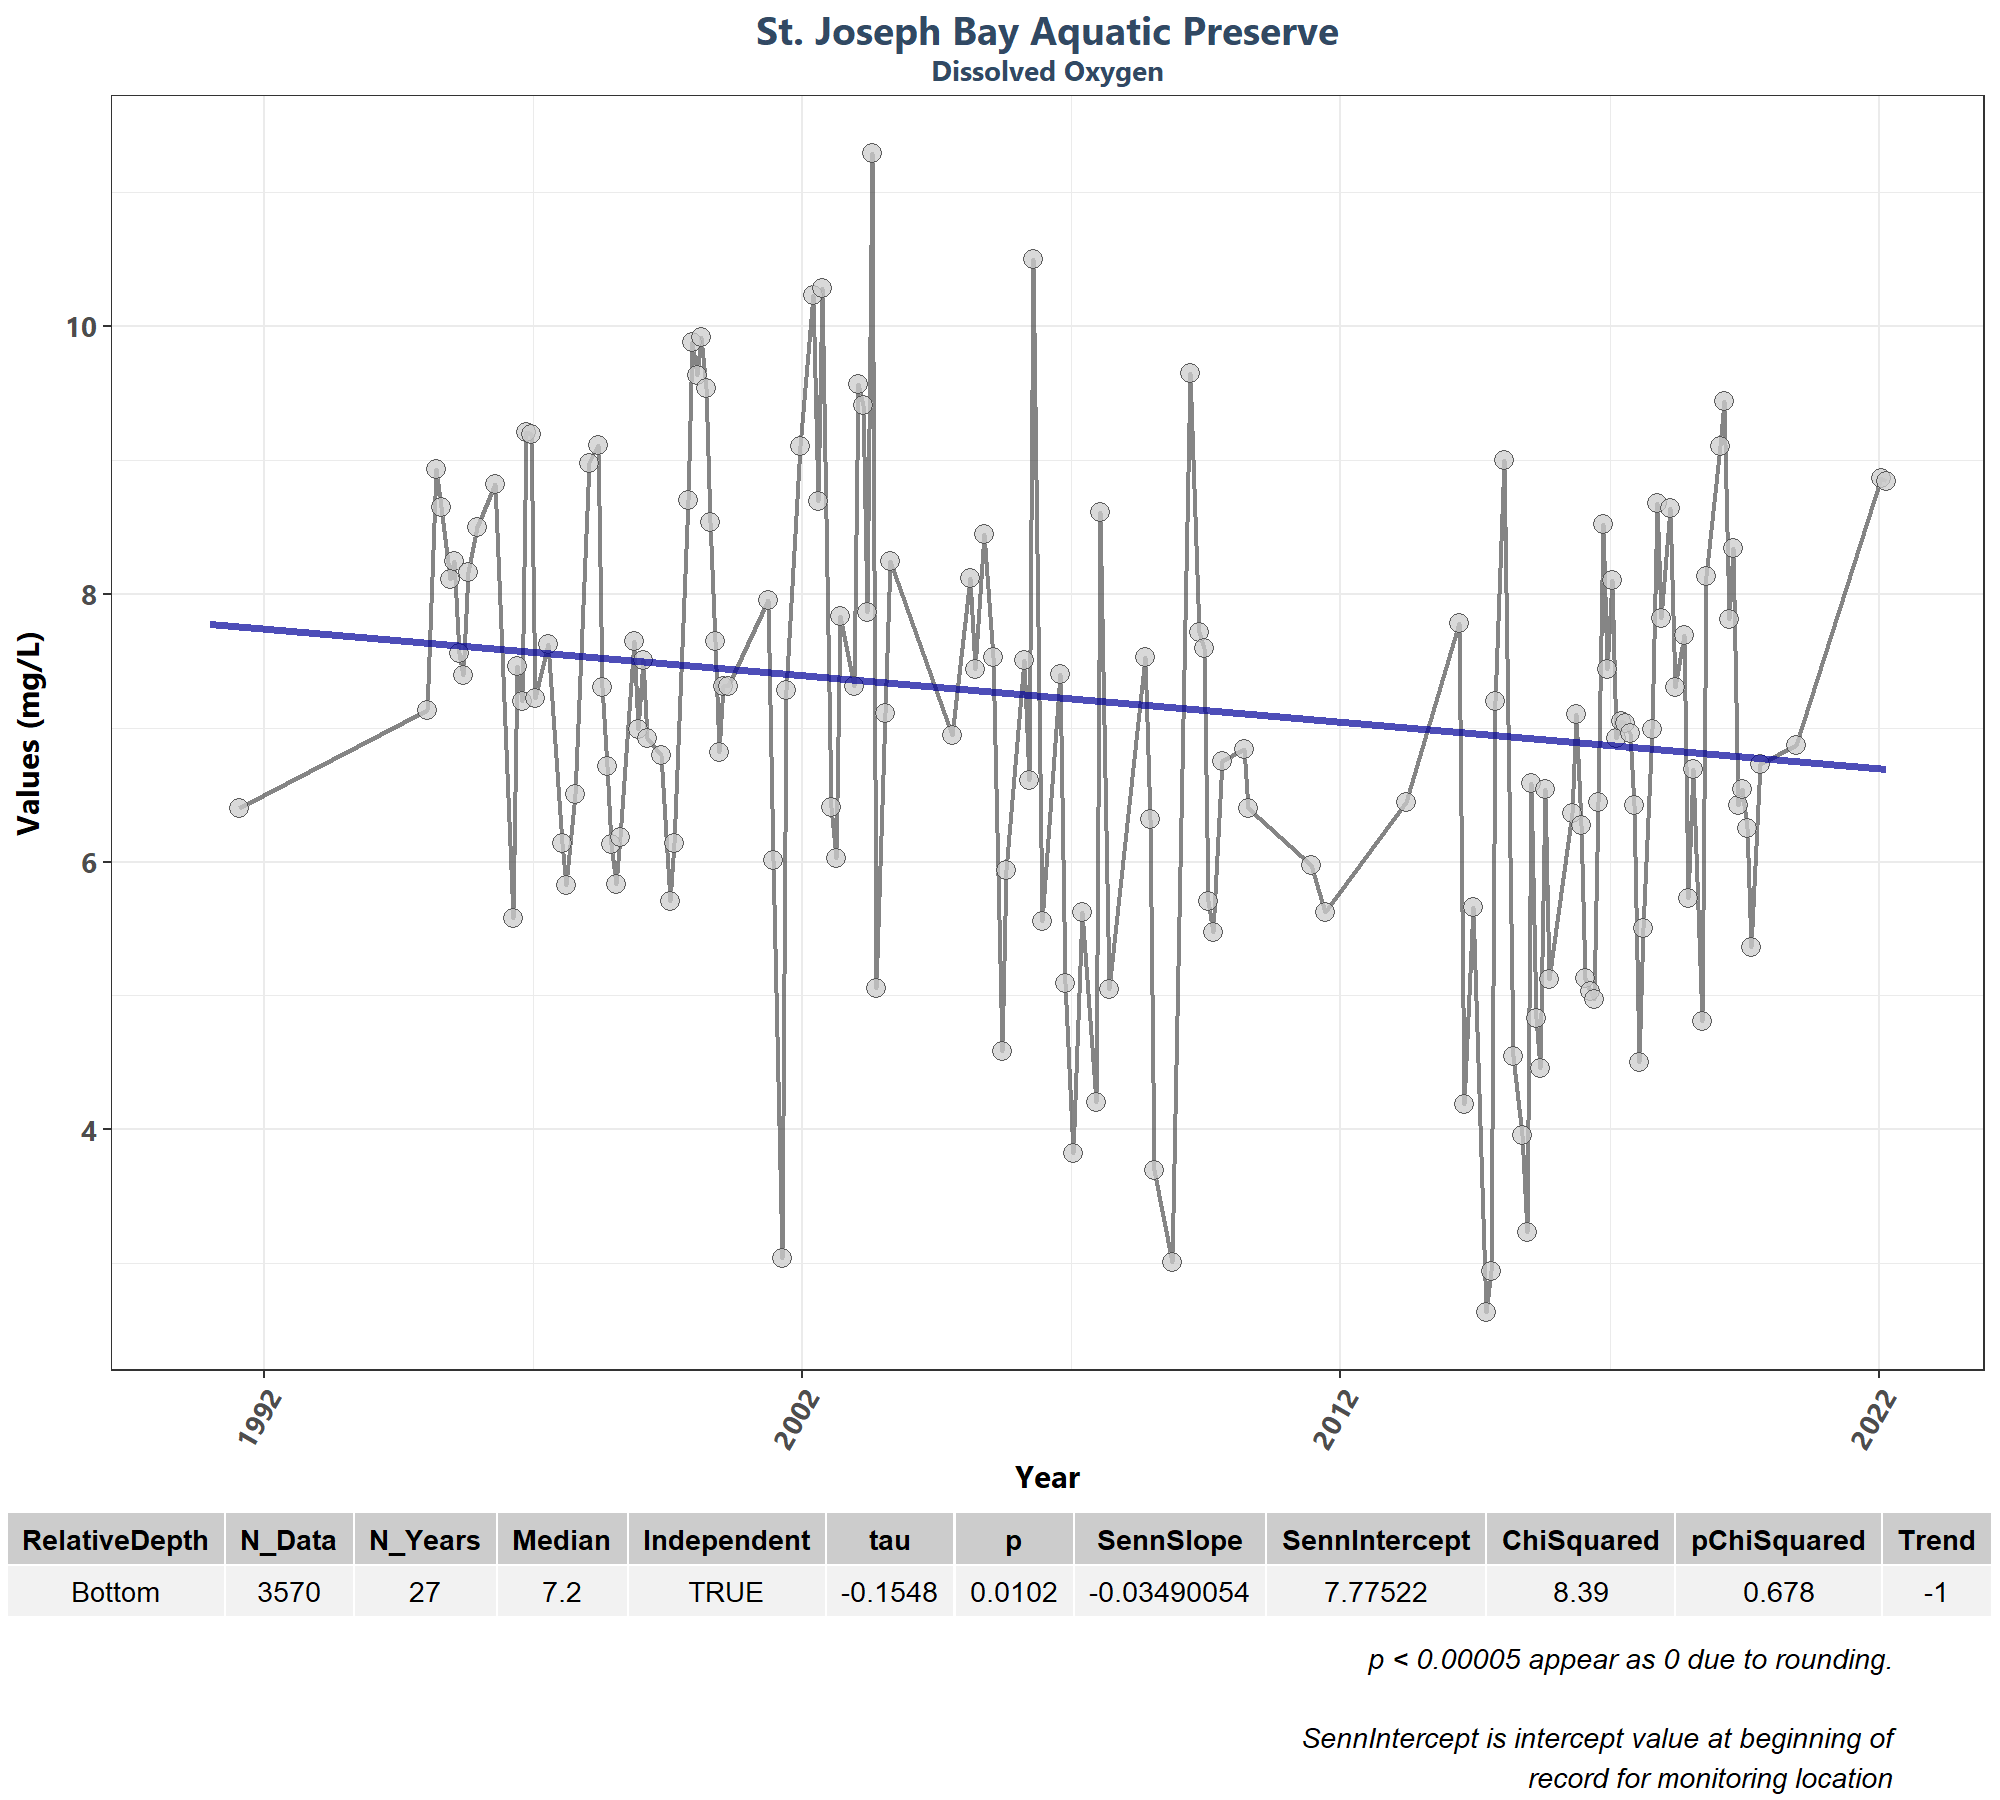 St. Joseph Bay Aquatic Preserve
Dissolved Oxygen
Values (mg/L)
10
8
6
4
1992
2002
2012
2022
Year
RelativeDepth N_Data N_Years Median Independent tau p SennSlope SennIntercept ChiSquared pChiSquared Trend
Bottom 3570 27 7.2 TRUE -0.1548 0.0102 -0.03490054 7.77522 8.39 0.678 -1
p < 0.00005 appear as 0 due to rounding.
SennIntercept is intercept value at beginning of
record for monitoring location